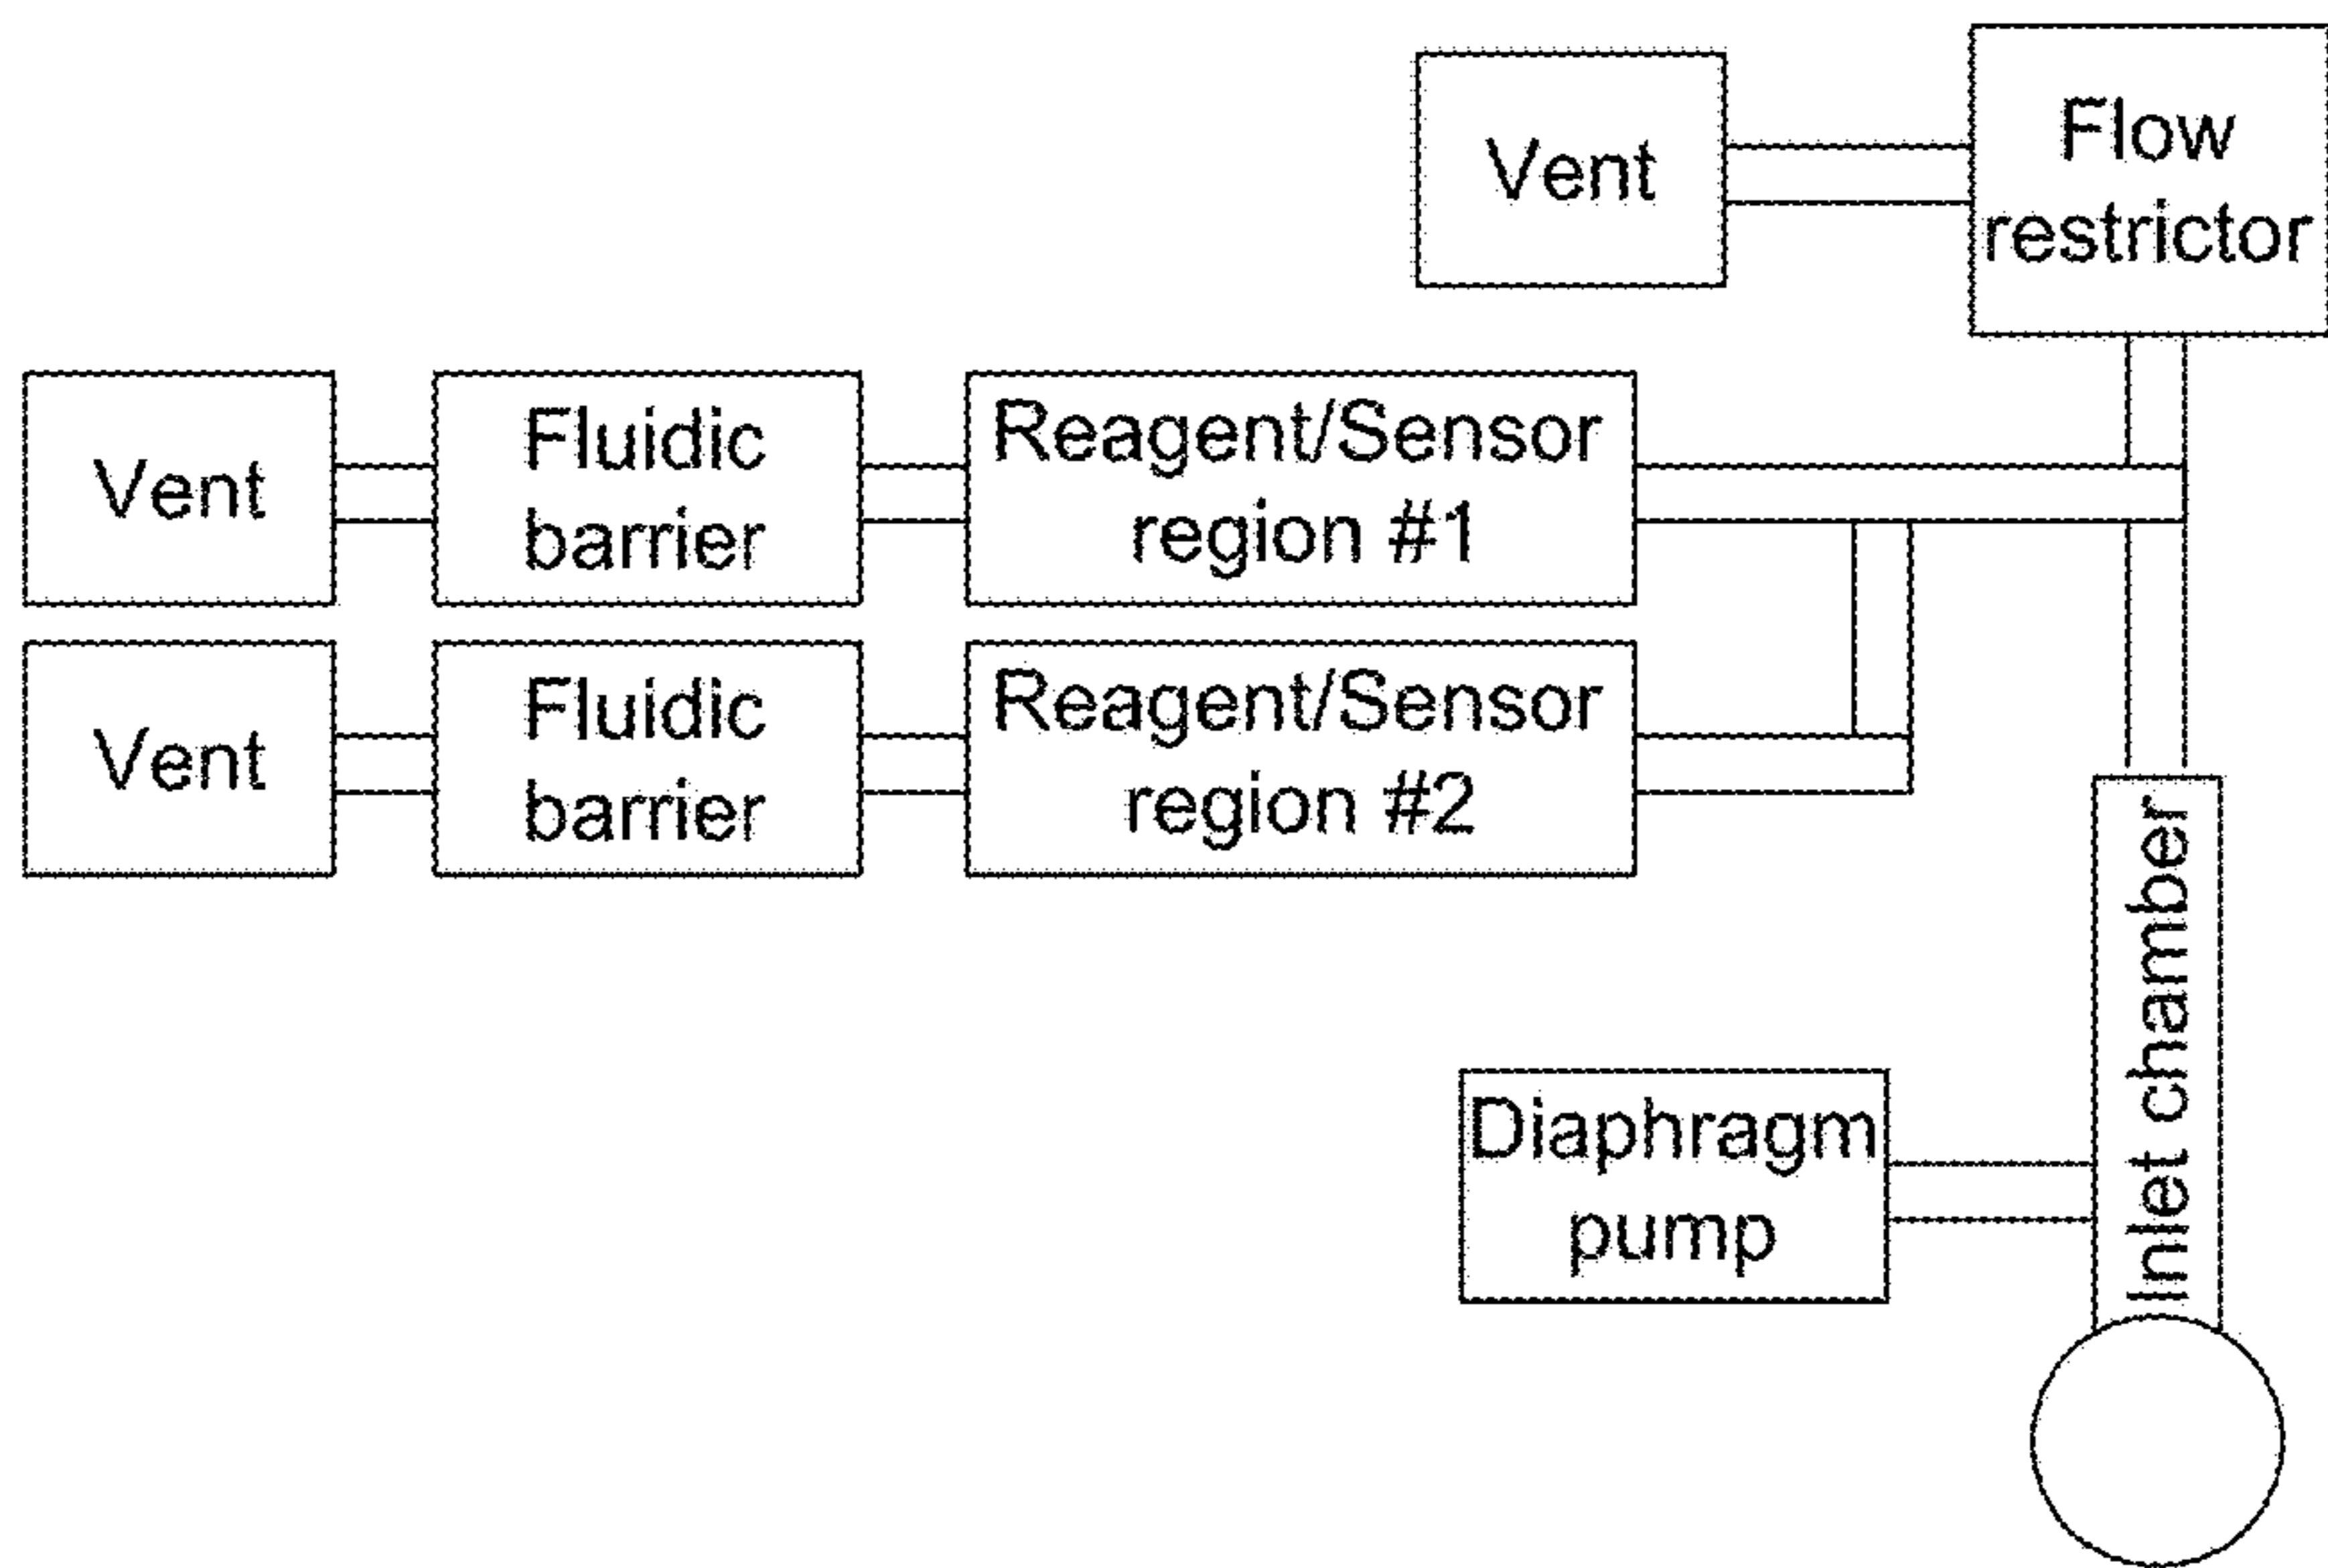 Vent
Flow
restrictor
Vent
Fluidic
barrier
Reagent/Sensor
region #1
Vent
Fluidic
barrier
Reagent/Sensor
region #2
Inlet chamber
Diaphragm
pump